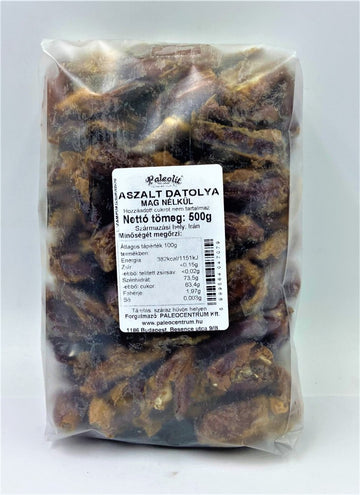 Paleolit
ASZALT DATOLYA
MAG NÉLKÜL
Hozzáadott cukrot nem tartalmaz
Nettó tömeg: 500g
Származási hely: Irán
Minőségét megőrzi:
Átlagos tápérték 100g
termékben:
Energia: 382kcal/1151kJ
Zsír: <0,15g
ebből telített zsírsav: <0,02g
Szénhidrát: 73,5g
ebből cukor: 63,4g
Fehérje: 1,97g
Só: 0,003g
Tárolás: száraz hűvös helyen
Forgalmazó: PALEOCENTRUM Kft.
www.paleocentrum.hu
1186 Budapest, Besence utca 9/B